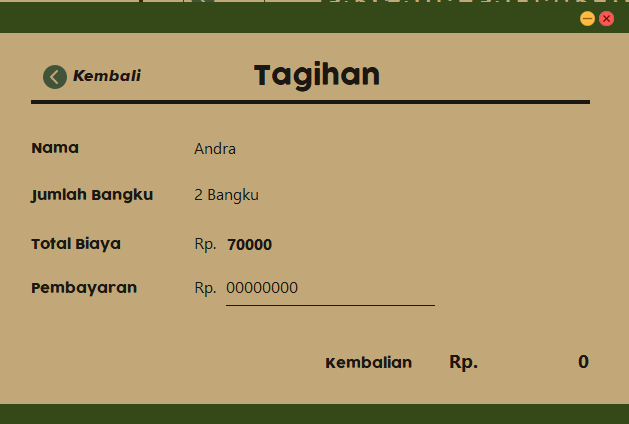 Kembali
Tagihan
Nama Andra
Jumlah Bangku 2 Bangku
Total Biaya Rp. 70000
Pembayaran Rp. 00000000
Kembalian Rp. 0